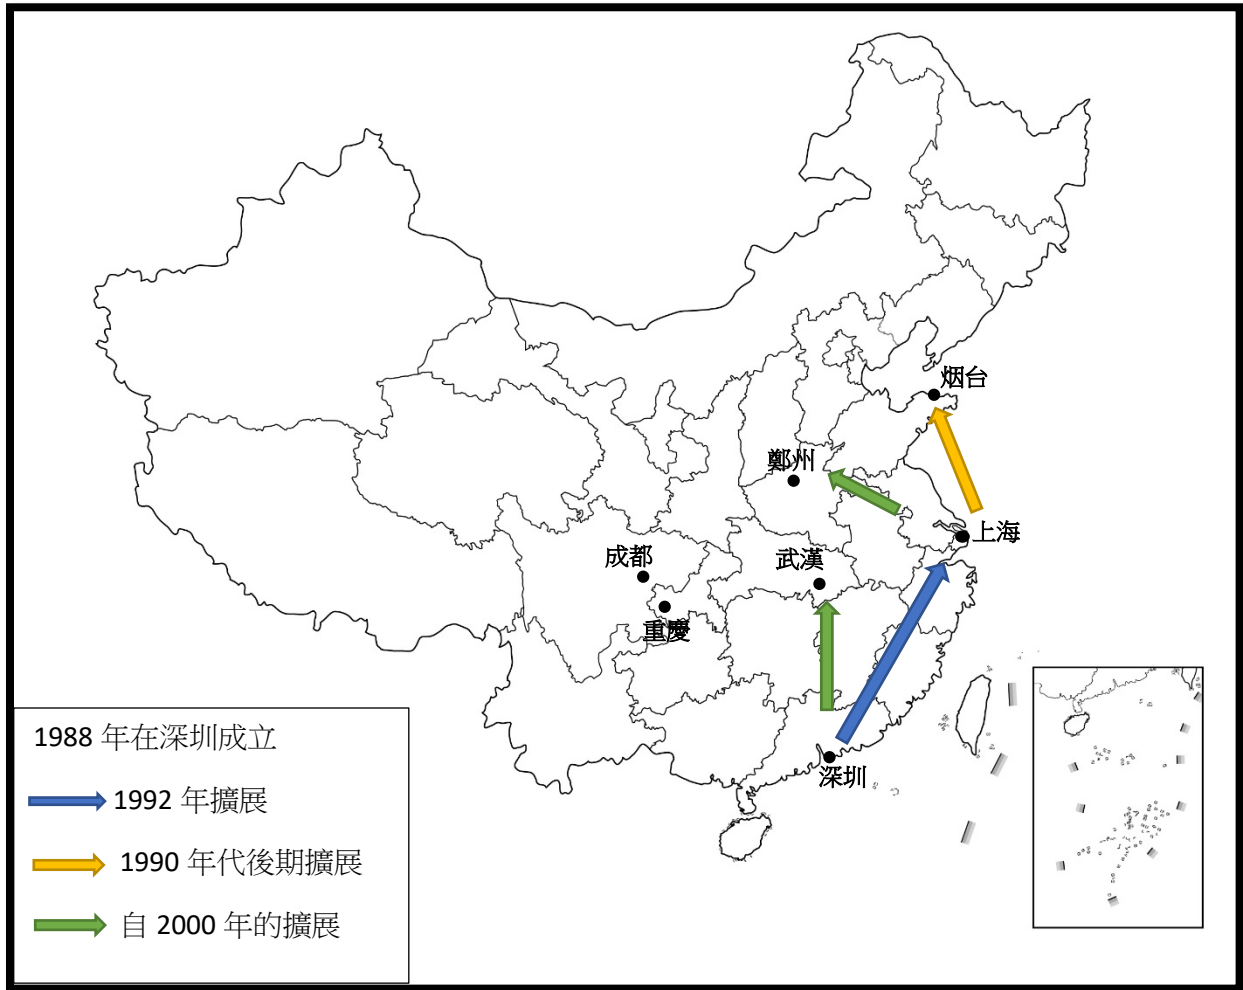 烟台
鄭州
上海
成都
武漢
重慶
深圳
1988 年在深圳成立
1992 年擴展
1990 年代後期擴展
自 2000 年的擴展